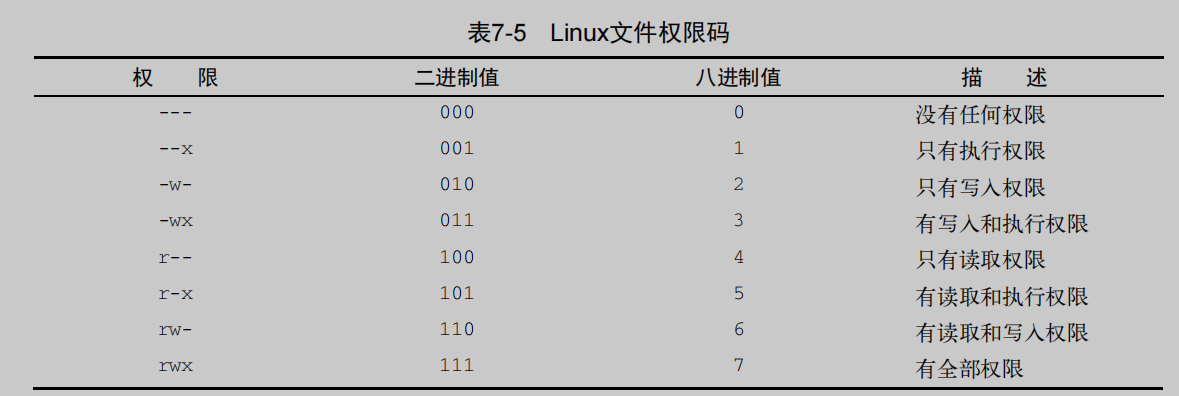 表7-5 Linux文件权限码
权 限 二进制值 八进制值 描 述
--- 000 0 没有任何权限
--x 001 1 只有执行权限
-w- 010 2 只有写入权限
-wx 011 3 有写入和执行权限
r-- 100 4 只有读取权限
r-x 101 5 有读取和执行权限
rw- 110 6 有读取和写入权限
rwx 111 7 有全部权限